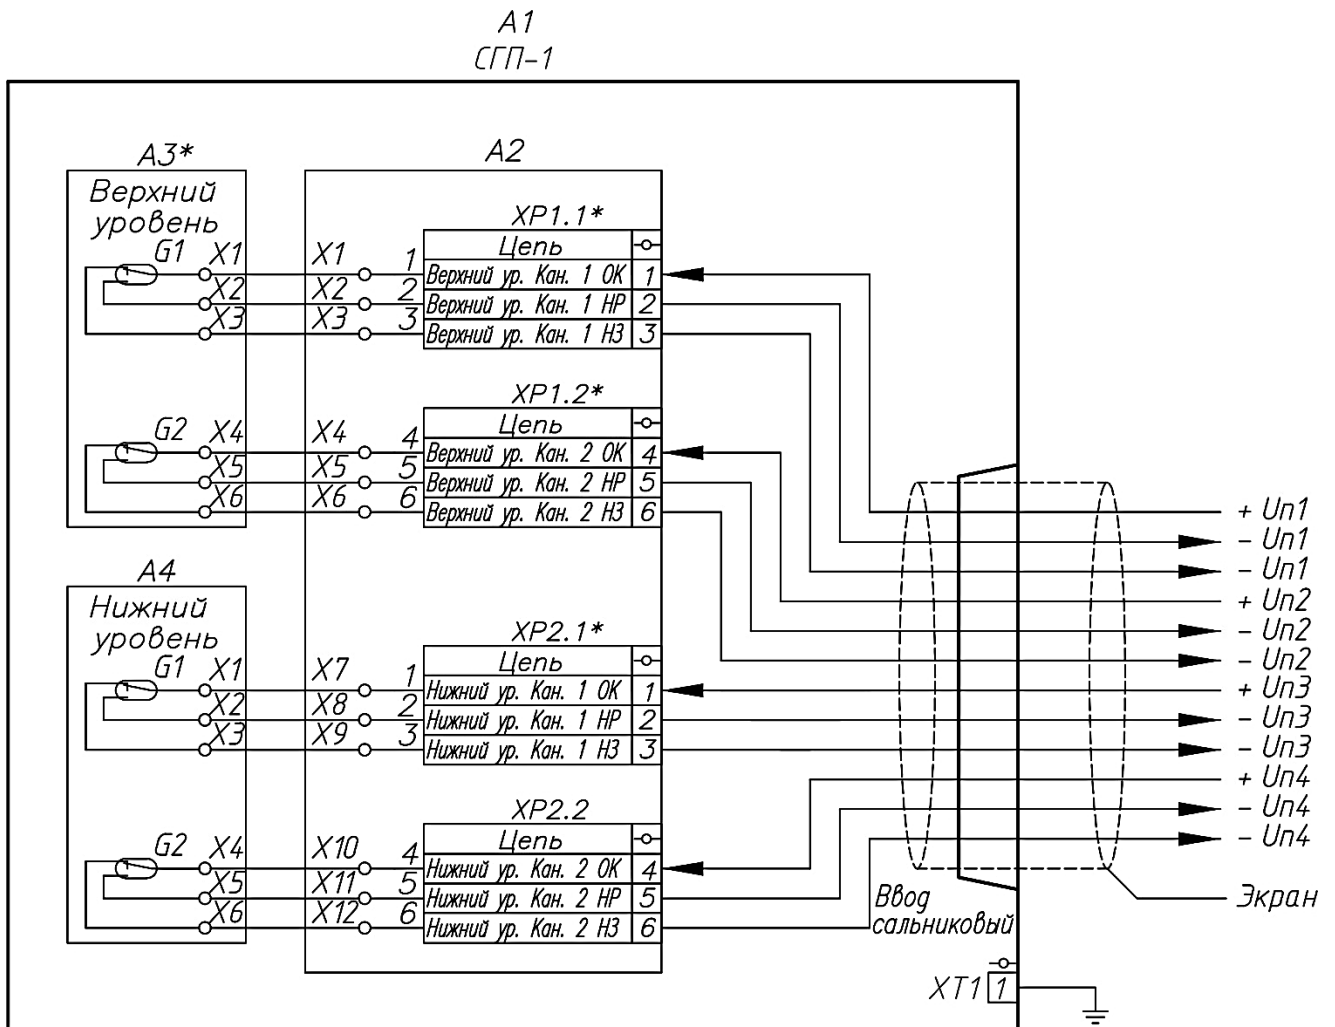 A1
СГП-1
A3*
Верхний
уровень
G1
X1
X2
X3
G2
X4
X5
X6
A4
Нижний
уровень
G1
X1
X2
X3
G2
X4
X5
X6
A2
X1
X2
X3
1
2
3
XP1.1*
Цепь
Верхний ур. Кан. 1 ОК 1
Верхний ур. Кан. 1 НР 2
Верхний ур. Кан. 1 НЗ 3
X4
X5
X6
4
5
6
XP1.2*
Цепь
Верхний ур. Кан. 2 ОК 4
Верхний ур. Кан. 2 НР 5
Верхний ур. Кан. 2 НЗ 6
X7
X8
X9
1
2
3
XP2.1*
Цепь
Нижний ур. Кан. 1 ОК 1
Нижний ур. Кан. 1 НР 2
Нижний ур. Кан. 1 НЗ 3
X10
X11
X12
4
5
6
XP2.2
Цепь
Нижний ур. Кан. 2 ОК 4
Нижний ур. Кан. 2 НР 5
Нижний ур. Кан. 2 НЗ 6
+ Uп1
- Uп1
- Uп1
+ Uп2
- Uп2
- Uп2
+ Uп3
- Uп3
- Uп3
+ Uп4
- Uп4
- Uп4
Экран
Ввод
сальниковый
XT1 1